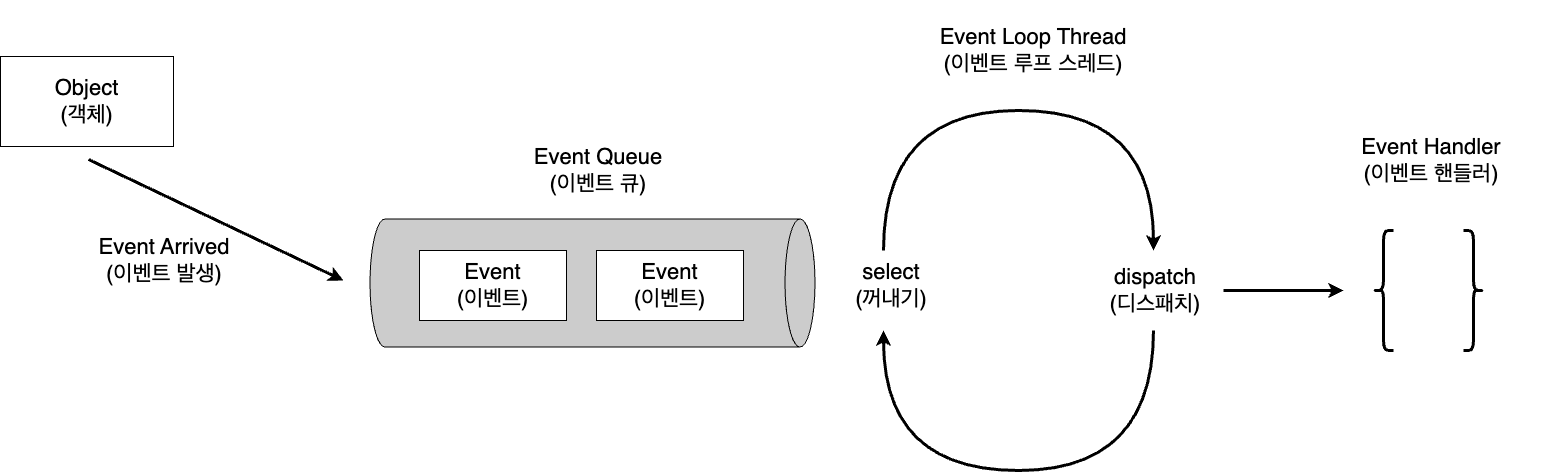 Object
(객체)
Event Arrived
(이벤트 발생)
Event Queue
(이벤트 큐)
Event
(이벤트)
Event
(이벤트)
Event Loop Thread
(이벤트 루프 스레드)
select
(꺼내기)
dispatch
(디스패치)
Event Handler
(이벤트 핸들러)
{ }